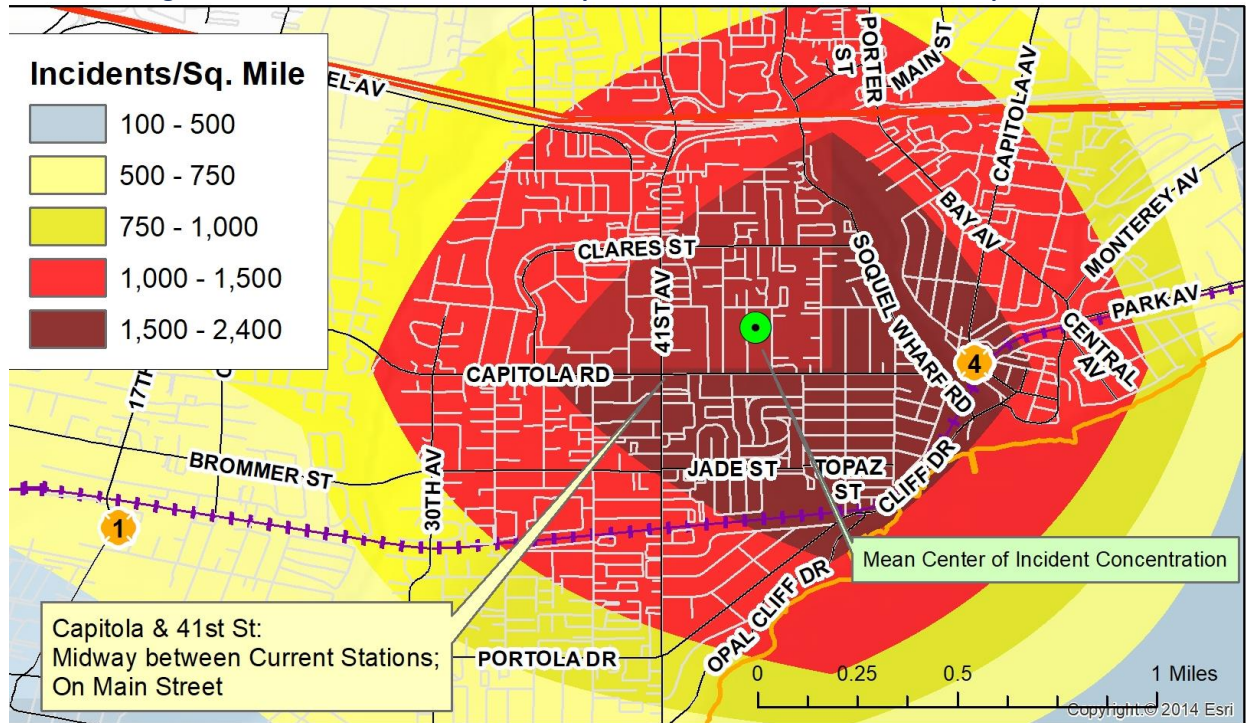 Incidents/Sq. Mile
100 - 500
500 - 750
750 - 1,000
1,000 - 1,500
1,500 - 2,400
EL AV
PORTER
ST
MAIN ST
CAPITOLA AV
BAY AV
MONTEREY AV
CLARES ST
41ST AV
SOQUEL WHARF RD
PARK AV
CENTRAL
AV
4
CAPITOLA RD
17TH
BROMMER ST
30TH AV
JADE ST
TOPAZ
ST
CLIFF DR
1
Mean Center of Incident Concentration
Capitola & 41st St:
Midway between Current Stations;
On Main Street
PORTOLA DR
OPAL CLIFF DR
0 0.25 0.5 1 Miles
Copyright:© 2014 Esri